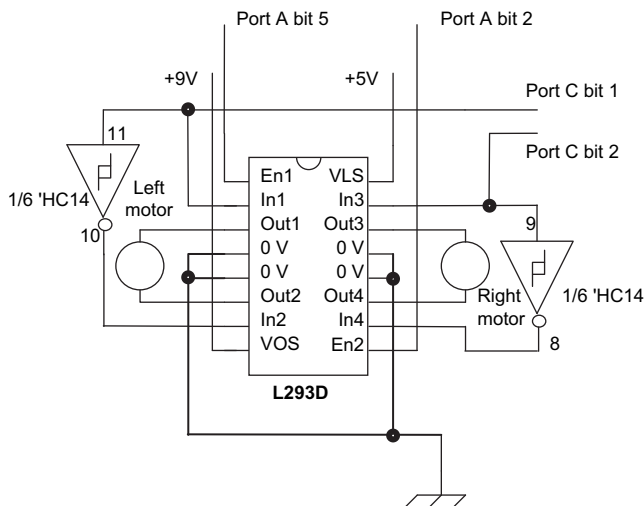 Port A bit 5
Port A bit 2
+9V
+5V
Port C bit 1
Port C bit 2
11
1/6 'HC14
10
Left
motor
En1
In1
Out1
0 V
0 V
Out2
In2
VOS
VLS
In3
Out3
0 V
0 V
Out4
In4
En2
L293D
9
Right
motor
1/6 'HC14
8